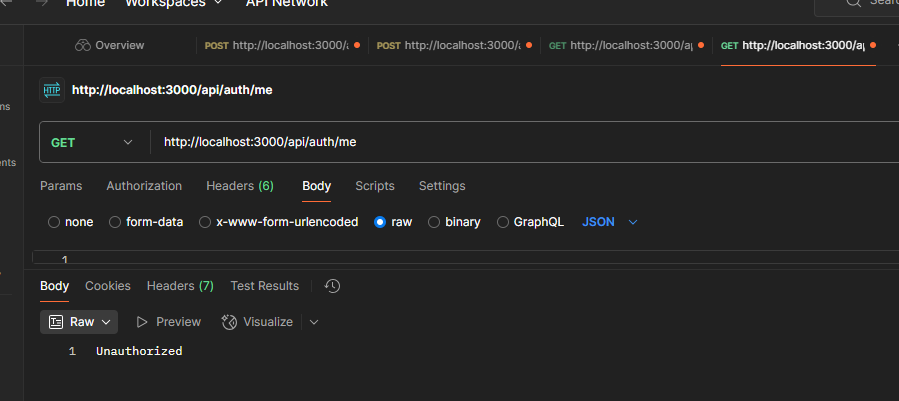 Home Workspaces API Network
Overview POST http://localhost:3000/a POST http://localhost:3000/a GET http://localhost:3000/ap GET http://localhost:3000/ap
HTTP http://localhost:3000/api/auth/me
GET http://localhost:3000/api/auth/me
Params Authorization Headers (6) Body Scripts Settings
none form-data x-www-form-urlencoded raw binary GraphQL JSON
1
Body Cookies Headers (7) Test Results
Raw Preview Visualize
1 Unauthorized